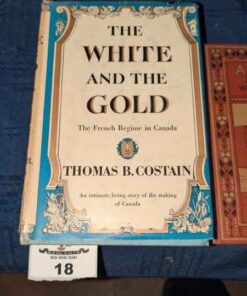 THE
WHITE
AND THE
GOLD
The French Regime in Canada
THOMAS B. COSTAIN
An intimate, living story of the making
of Canada
18